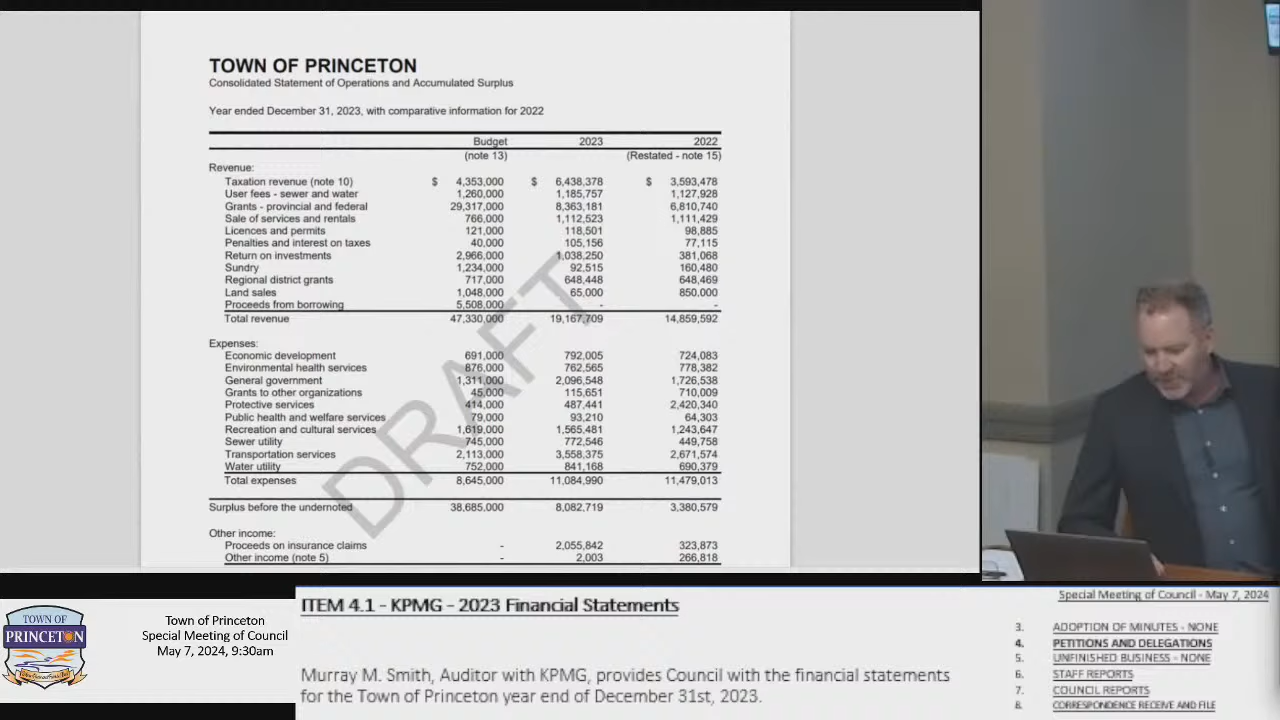 TOWN OF PRINCETON
Consolidated Statement of Operations and Accumulated Surplus
Year ended December 31, 2023, with comparative information for 2022
Budget 2023 2022
(note 13) (Restated - note 15)
Revenue:
Taxation revenue (note 10) $ 4,353,000 $ 6,438,378 $ 3,593,478
User fees - sewer and water 1,260,000 1,185,757 1,127,928
Grants - provincial and federal 29,317,000 8,363,181 6,810,740
Sale of services and rentals 766,000 1,112,523 1,111,429
Licences and permits 121,000 118,501 98,885
Penalties and interest on taxes 40,000 105,156 77,115
Return on investments 2,966,000 1,038,250 381,068
Sundry 1,234,000 92,515 160,480
Regional district grants 717,000 648,448 648,469
Land sales 1,048,000 65,000 850,000
Proceeds from borrowing 5,508,000 - -
Total revenue 47,330,000 19,167,709 14,859,592
Expenses:
Economic development 691,000 792,005 724,083
Environmental health services 876,000 762,565 778,382
General government 1,311,000 2,096,548 1,726,538
Grants to other organizations 45,000 115,651 710,009
Protective services 414,000 487,441 2,420,340
Public health and welfare services 79,000 93,210 64,303
Recreation and cultural services 1,619,000 1,565,481 1,243,647
Sewer utility 745,000 772,546 449,758
Transportation services 2,113,000 3,558,375 2,671,574
Water utility 752,000 841,168 690,379
Total expenses 8,645,000 11,084,990 11,479,013
Surplus before the undernoted 38,685,000 8,082,719 3,380,579
Other income:
Proceeds on insurance claims - 2,055,842 323,873
Other income (note 5) - 2,003 266,818
DRAFT
TOWN OF
PRINCETON
Town of Princeton
Special Meeting of Council
May 7, 2024, 9:30am
ITEM 4.1 - KPMG - 2023 Financial Statements
Murray M. Smith, Auditor with KPMG, provides Council with the financial statements
for the Town of Princeton year end of December 31st, 2023.
Special Meeting of Council - May 7, 2024
3. ADOPTION OF MINUTES - NONE
4. PETITIONS AND DELEGATIONS
5. UNFINISHED BUSINESS - NONE
6. STAFF REPORTS
7. COUNCIL REPORTS
8. CORRESPONDENCE RECEIVE AND FILE